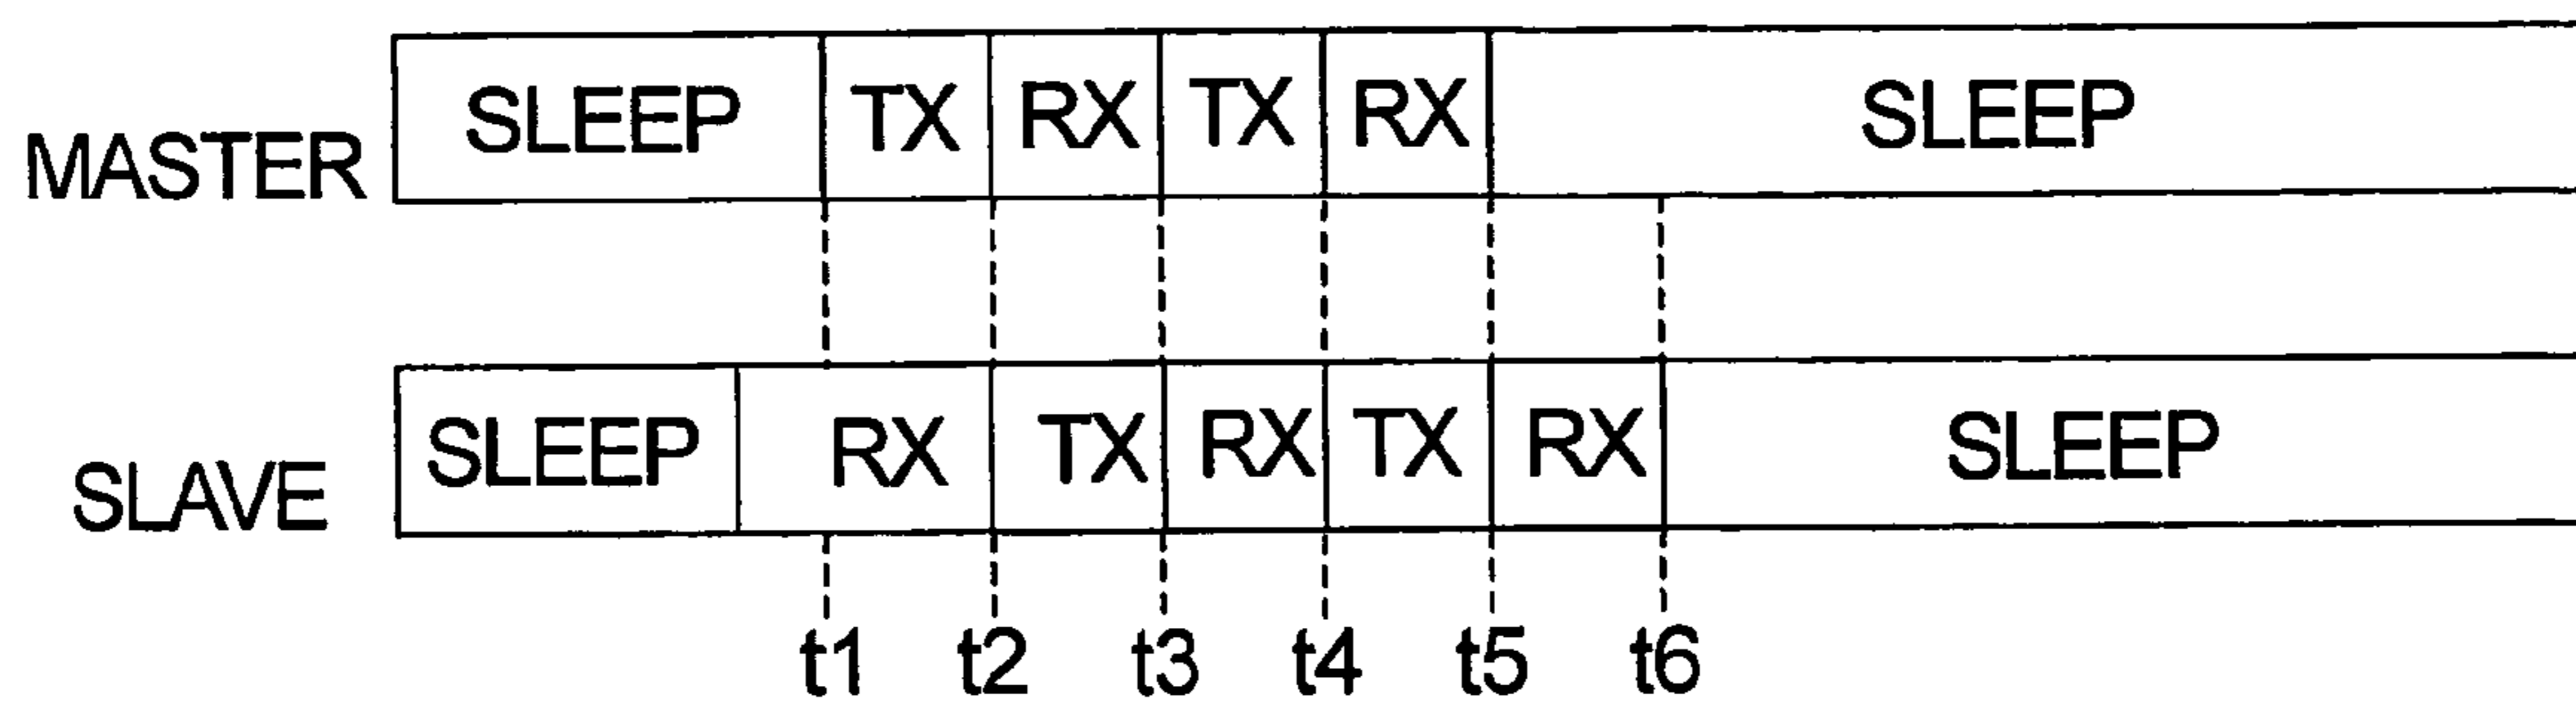 MASTER SLEEP TX RX TX RX SLEEP
SLAVE SLEEP RX TX RX TX RX SLEEP
t1 t2 t3 t4 t5 t6